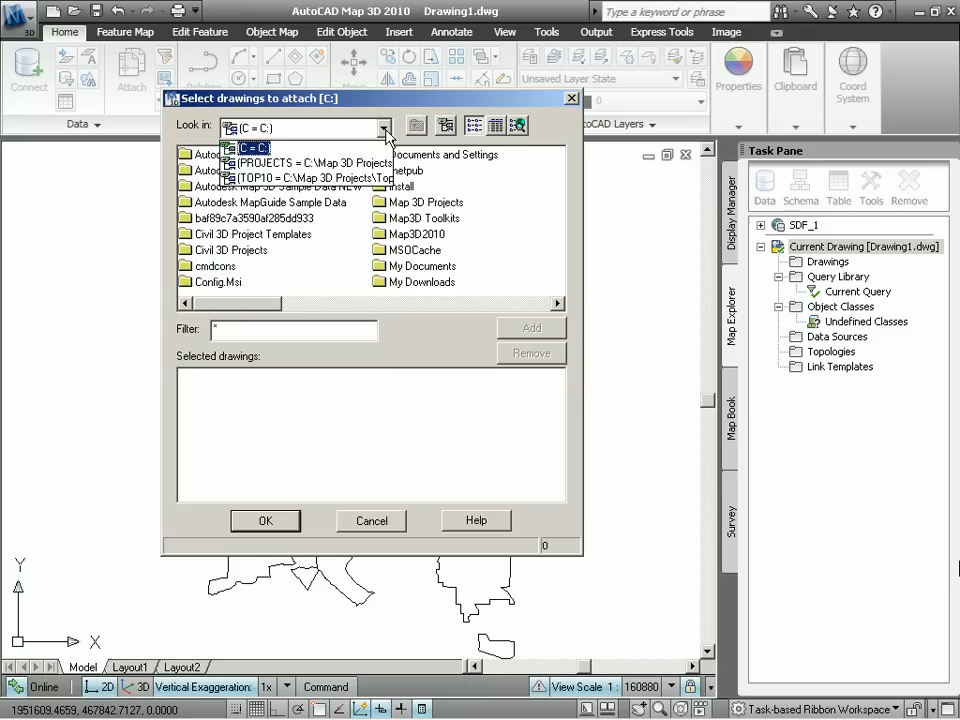 AutoCAD Map 3D 2010 Drawing1.dwg
Type a keyword or phrase
3D
Home Feature Map Edit Feature Object Map Edit Object Insert Annotate View Tools Output Express Tools Image
Connect
Attach
Unsaved Layer State
0
Properties
Clipboard
Coord
System
Data
AutoCAD Layers
Select drawings to attach [C:]
Look in:
(C = C:)
(C = C:)
(PROJECTS = C:\Map 3D Projects
(TOP10 = C:\Map 3D Projects\Top
Documents and Settings
Autodesk MapGuide Sample Data
baf89c7a3590af285dd933
Civil 3D Project Templates
Civil 3D Projects
cmdcons
Config.Msi
Map 3D Projects
Map3D Toolkits
Map3D2010
MSOCache
My Documents
My Downloads
Filter:
*
Add
Selected drawings:
Remove
OK
Cancel
Help
0
Task Pane
Data
Schema
Table
Tools
Remove
Display Manager
Map Explorer
Map Book
Survey
SDF_1
Current Drawing [Drawing1.dwg]
Drawings
Query Library
Current Query
Object Classes
Undefined Classes
Data Sources
Topologies
Link Templates
Y
X
Model
Layout1
Layout2
Online
2D
3D
Vertical Exaggeration: 1x
Command
View Scale 1 : 160880
1951609.4659, 467842.7127, 0.0000
Task-based Ribbon Workspace